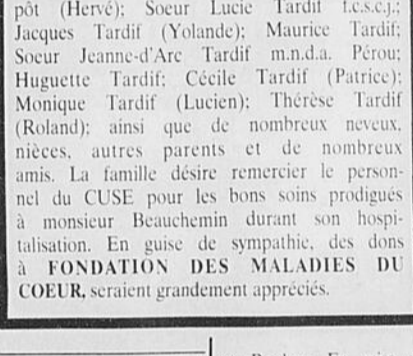 pôt (Hervé); Soeur Lucie Tardif f.c.s.c.j.;
Jacques Tardif (Yolande); Maurice Tardif;
Soeur Jeanne-d'Arc Tardif m.n.d.a. Pérou;
Huguette Tardif; Cécile Tardif (Patrice);
Monique Tardif (Lucien); Thérèse Tardif
(Roland); ainsi que de nombreux neveux,
nièces, autres parents et de nombreux
amis. La famille désire remercier le person-
nel du CUSE pour les bons soins prodigués
à monsieur Beauchemin durant son hospi-
talisation. En guise de sympathie, des dons
à FONDATION DES MALADIES DU
COEUR, seraient grandement appréciés.